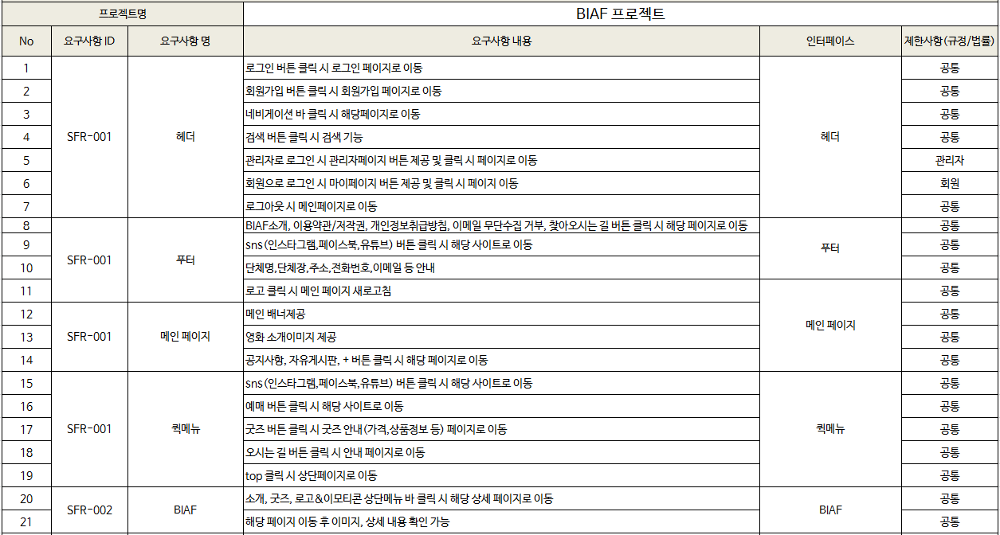 프로젝트명 BIAF 프로젝트
No 요구사항 ID 요구사항 명 요구사항 내용 인터페이스 제한사항(규정/법률)
1 로그인 버튼 클릭 시 로그인 페이지로 이동 공통
2 회원가입 버튼 클릭 시 회원가입 페이지로 이동 공통
3 네비게이션 바 클릭 시 해당페이지로 이동 공통
4 SFR-001 헤더 검색 버튼 클릭 시 검색 기능 헤더 공통
5 관리자로 로그인 시 관리자페이지 버튼 제공 및 클릭 시 페이지로 이동 관리자
6 회원으로 로그인 시 마이페이지 버튼 제공 및 클릭 시 페이지 이동 회원
7 로그아웃 시 메인페이지로 이동 공통
8 BIAF소개, 이용약관/저작권, 개인정보취급방침, 이메일 무단수집 거부, 찾아오시는 길 버튼 클릭 시 해당 페이지로 이동 공통
9 SFR-001 푸터 sns(인스타그램,페이스북,유튜브) 버튼 클릭 시 해당 사이트로 이동 푸터 공통
10 단체명,단체장,주소,전화번호,이메일 등 안내 공통
11 로고 클릭 시 메인 페이지 새로고침 공통
12 메인 배너제공 공통
13 SFR-001 메인 페이지 영화 소개이미지 제공 메인 페이지 공통
14 공지사항, 자유게시판, + 버튼 클릭 시 해당 페이지로 이동 공통
15 sns(인스타그램,페이스북,유튜브) 버튼 클릭 시 해당 사이트로 이동 공통
16 예매 버튼 클릭 시 해당 사이트로 이동 공통
17 SFR-001 퀵메뉴 굿즈 버튼 클릭 시 굿즈 안내(가격,상품정보 등) 페이지로 이동 퀵메뉴 공통
18 오시는 길 버튼 클릭 시 안내 페이지로 이동 공통
19 top 클릭 시 상단페이지로 이동 공통
20 SFR-002 BIAF 소개, 굿즈, 로고&이모티콘 상단메뉴 바 클릭 시 해당 상세 페이지로 이동 BIAF 공통
21 해당 페이지 이동 후 이미지, 상세 내용 확인 가능 공통